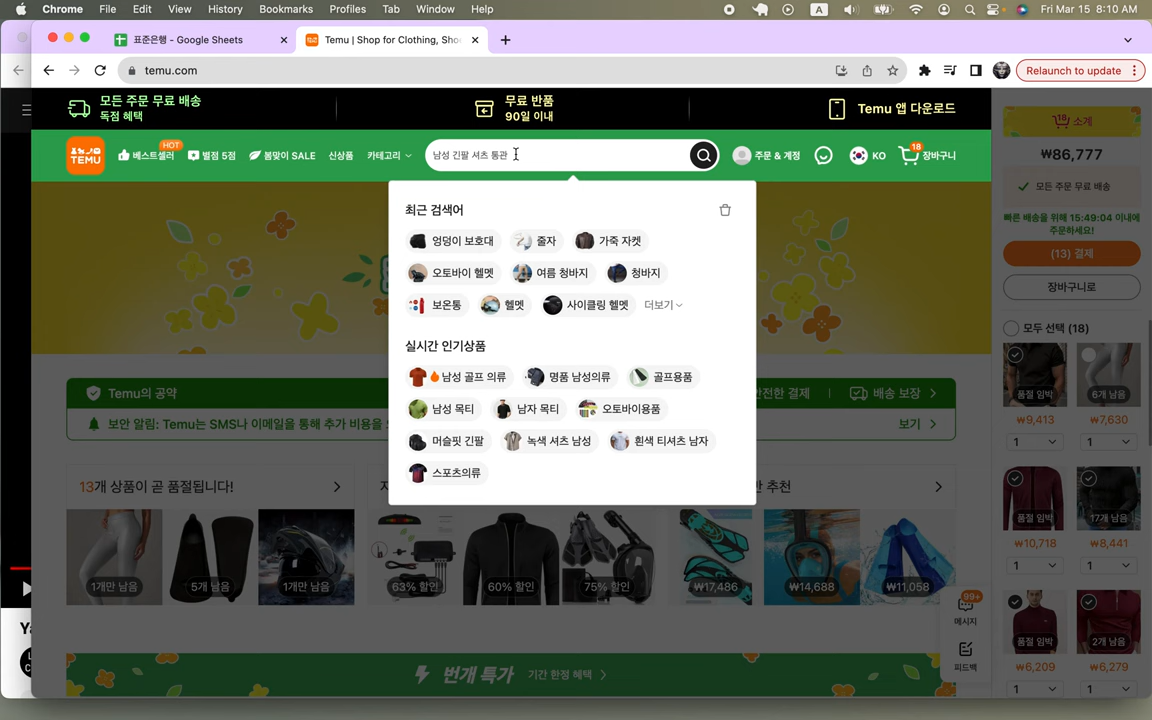 Chrome File Edit View History Bookmarks Profiles Tab Window Help
A
Fri Mar 15 8:10 AM
표준은행 - Google Sheets
Temu | Shop for Clothing, Sho
temu.com
Relaunch to update
모든 주문 무료 배송
독점 혜택
무료 반품
90일 이내
Temu 앱 다운로드
TEMU
베스트셀러
HOT
별점 5점
봄맞이 SALE
신상품
카테고리
남성 긴팔 셔츠 통관
주문 & 계정
KO
18
장바구니
최근 검색어
엉덩이 보호대 줄자 가죽 자켓
오토바이 헬멧 여름 청바지 청바지
보온통 헬멧 사이클링 헬멧 더보기
실시간 인기상품
남성 골프 의류 명품 남성의류 골프용품
남성 목티 남자 목티 오토바이용품
머슬핏 긴팔 녹색 셔츠 남성 흰색 티셔츠 남자
스포츠의류
Temu의 공약
안전한 결제
배송 보장
보안 알림: Temu는 SMS나 이메일을 통해 추가 비용을
보기
13개 상품이 곧 품절됩니다!
반 추천
1개만 남음
5개 남음
1개만 남음
63% 할인
60% 할인
75% 할인
₩17,486
₩14,688
₩11,058
번개 특가 기간 한정 혜택
99+
메시지
피드백
18 소계
₩86,777
모든 주문 무료 배송
빠른 배송을 위해 15:49:04 이내에
주문하세요!
(13) 결제
장바구니로
모두 선택 (18)
품절 임박
6개 남음
₩9,413
₩7,630
1
1
품절 임박
17개 남음
₩10,718
₩8,441
1
1
품절 임박
2개 남음
₩6,209
₩6,279
1
1